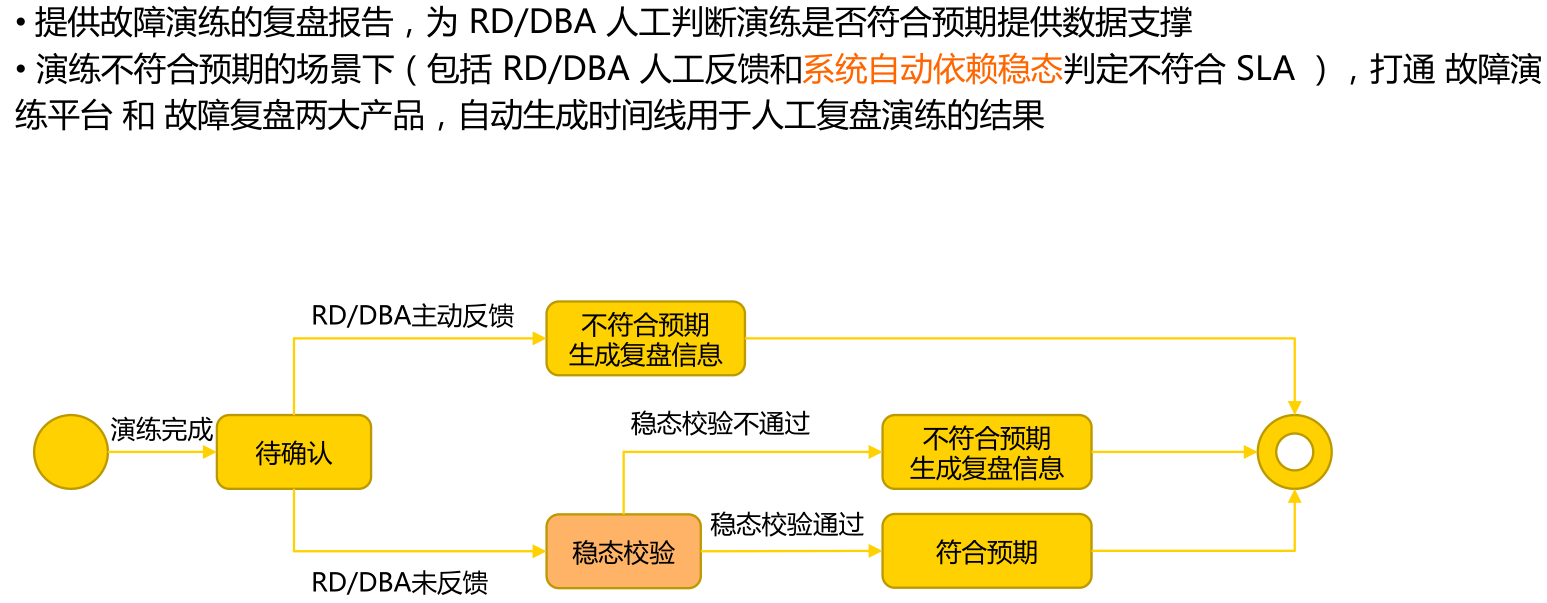 • 提供故障演练的复盘报告，为 RD/DBA 人工判断演练是否符合预期提供数据支撑
• 演练不符合预期的场景下（包括 RD/DBA 人工反馈和系统自动依赖稳态判定不符合 SLA ），打通 故障演
练平台 和 故障复盘两大产品，自动生成时间线用于人工复盘演练的结果
RD/DBA主动反馈
不符合预期
生成复盘信息
演练完成
待确认
稳态校验不通过
不符合预期
生成复盘信息
稳态校验
稳态校验通过
符合预期
RD/DBA未反馈